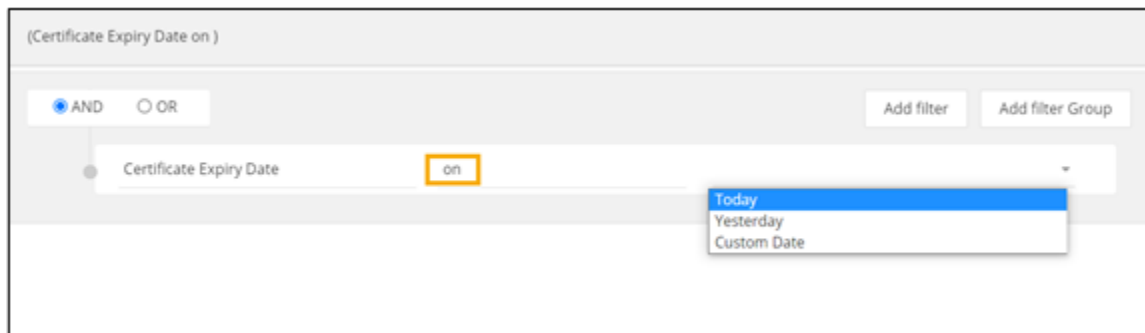 (Certificate Expiry Date on )
AND OR Add filter Add filter Group
Certificate Expiry Date on
Today
Yesterday
Custom Date